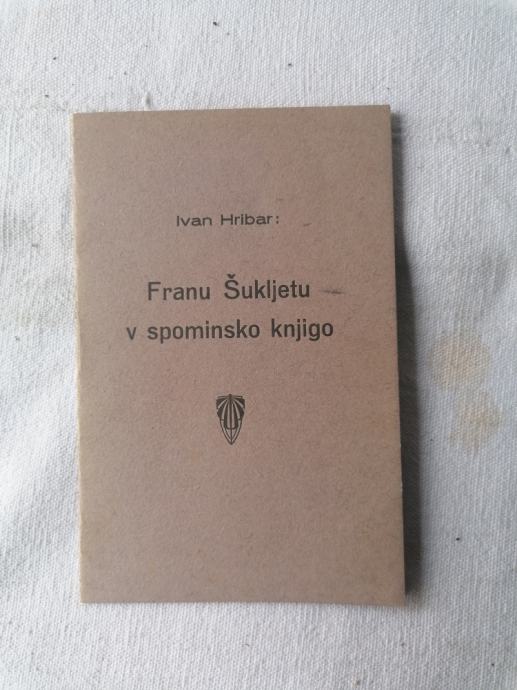 Ivan Hribar:
Franu Šukljetu
v spominsko knjigo